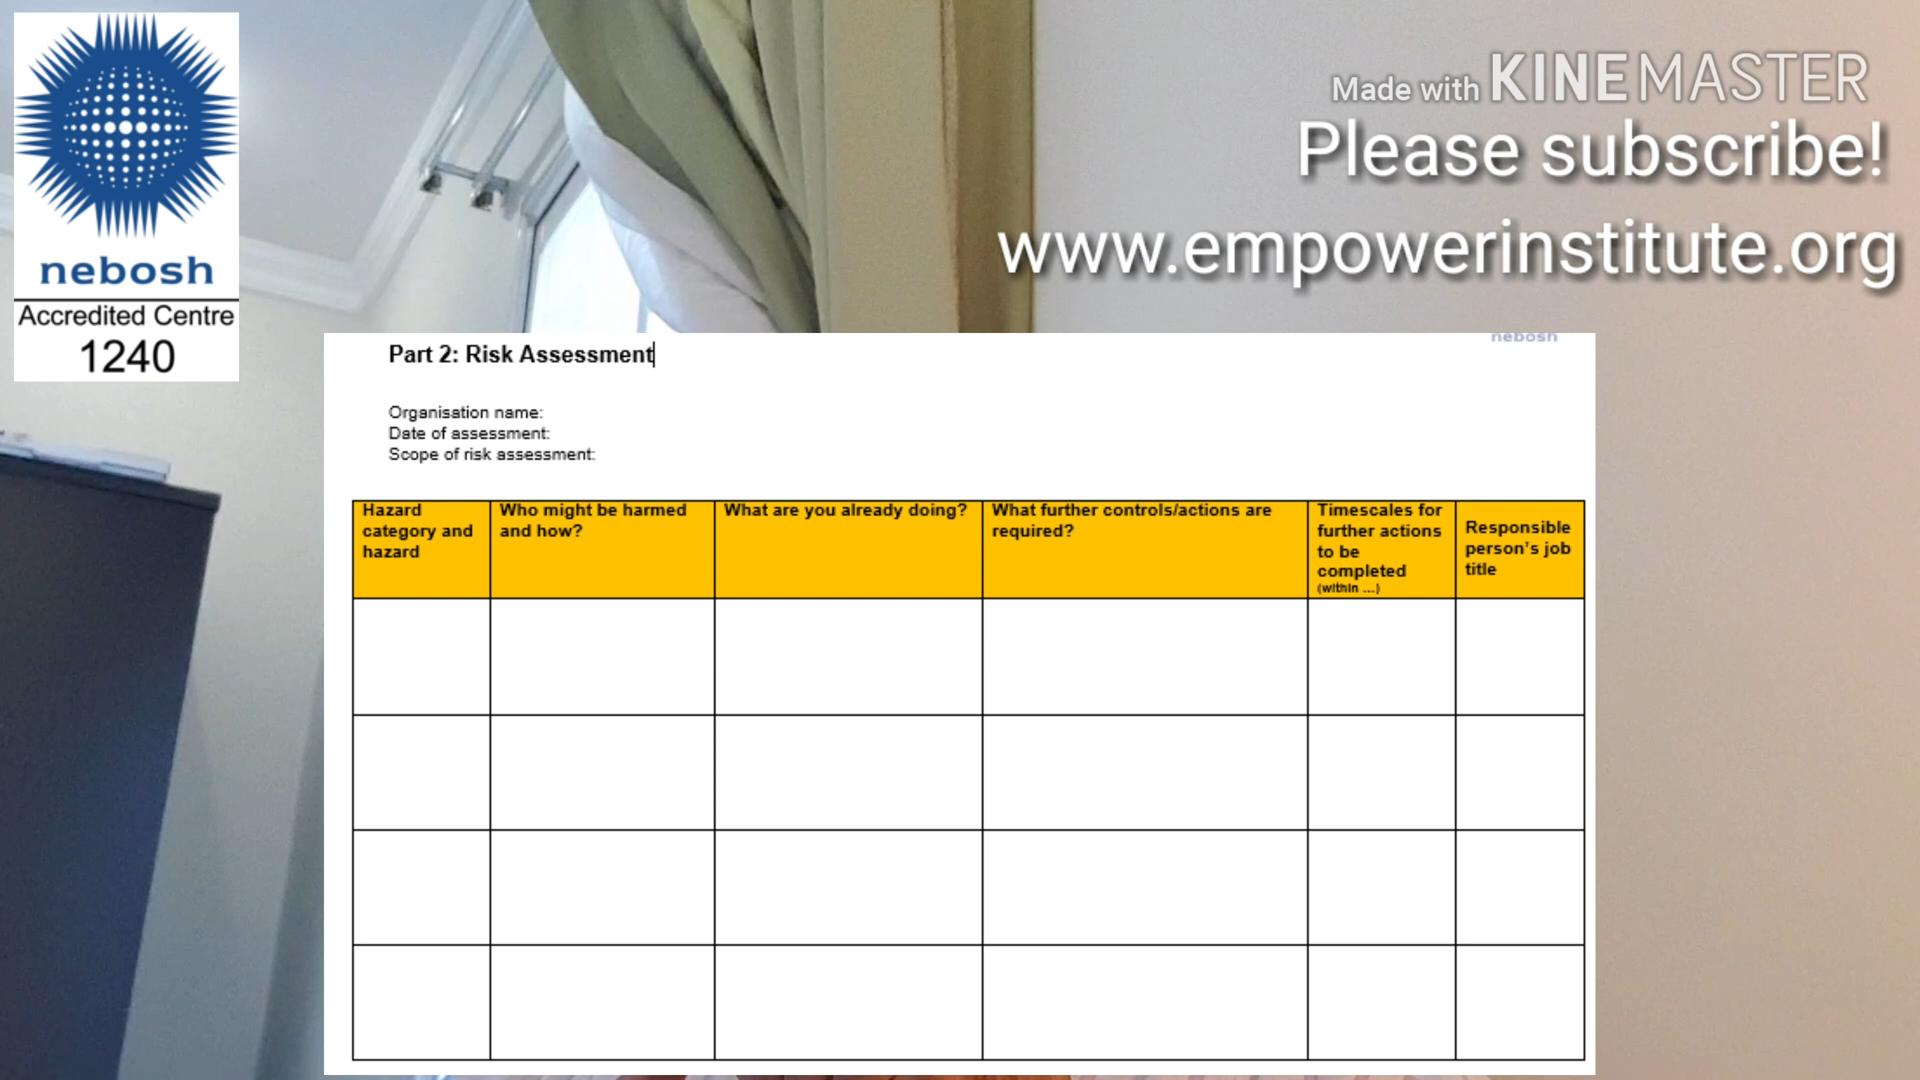 nebosh
Accredited Centre
1240
Made with KINEMASTER
Please subscribe!
www.empowerinstitute.org
nebosh
Part 2: Risk Assessment
Organisation name:
Date of assessment:
Scope of risk assessment:
Hazard
category and
hazard
Who might be harmed
and how?
What are you already doing?
What further controls/actions are
required?
Timescales for
further actions
to be
completed
(within ...)
Responsible
person's job
title